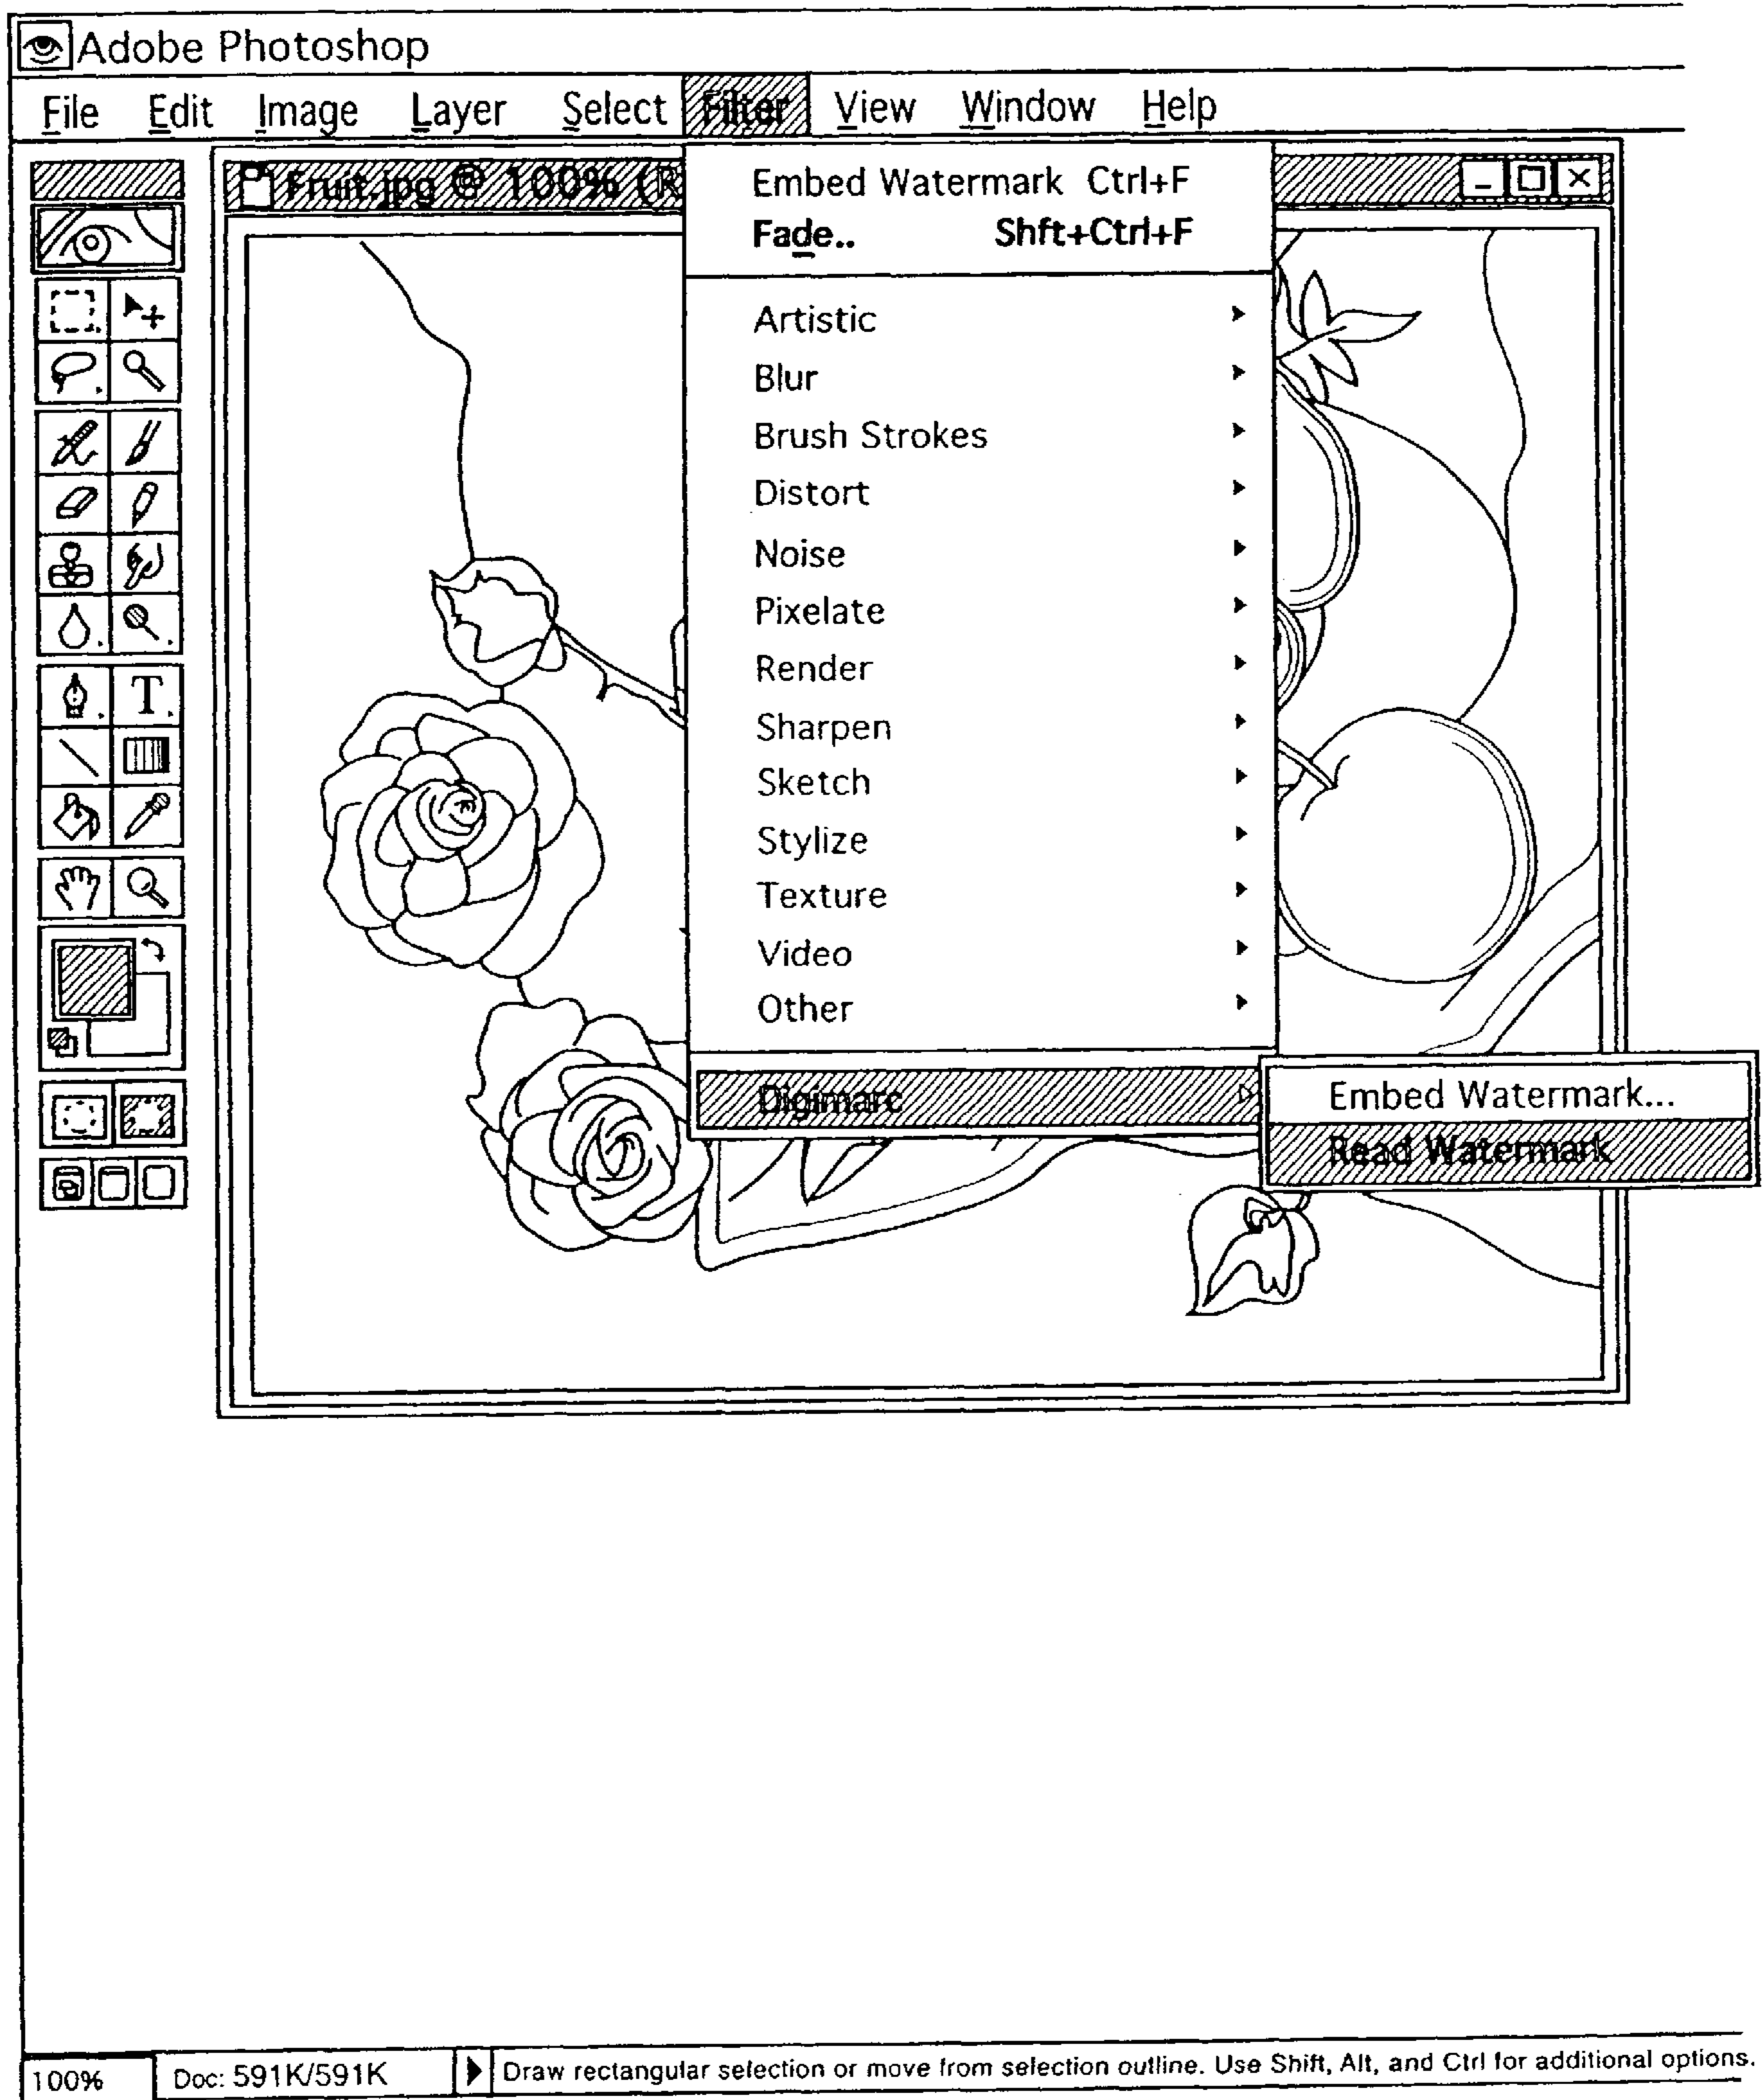 Adobe Photoshop
File Edit Image Layer Select Filter View Window Help
Fruit.jpg @ 100% (R
Embed Watermark Ctrl+F
Fade.. Shft+Ctrl+F
Artistic
Blur
Brush Strokes
Distort
Noise
Pixelate
Render
Sharpen
Sketch
Stylize
Texture
Video
Other
Digimarc
Embed Watermark...
Read Watermark
T
100% Doc: 591K/591K Draw rectangular selection or move from selection outline. Use Shift, Alt, and Ctrl for additional options.